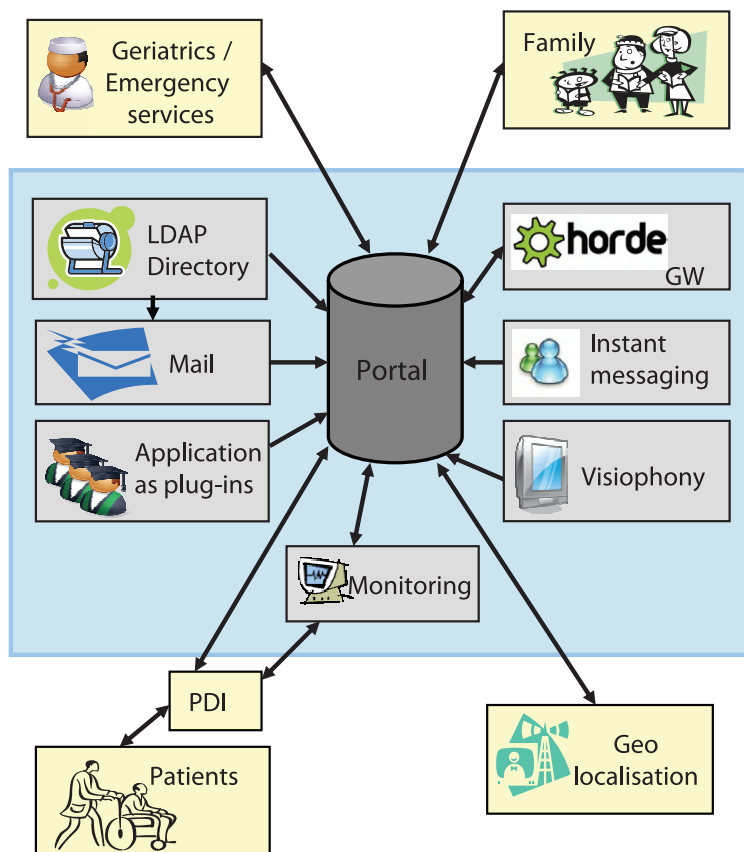 Geriatrics /
Emergency
services
Family
LDAP
Directory
horde
GW
Mail
Portal
Instant
messaging
Application
as plug-ins
Visiophony
Monitoring
PDI
Patients
Geo
localisation